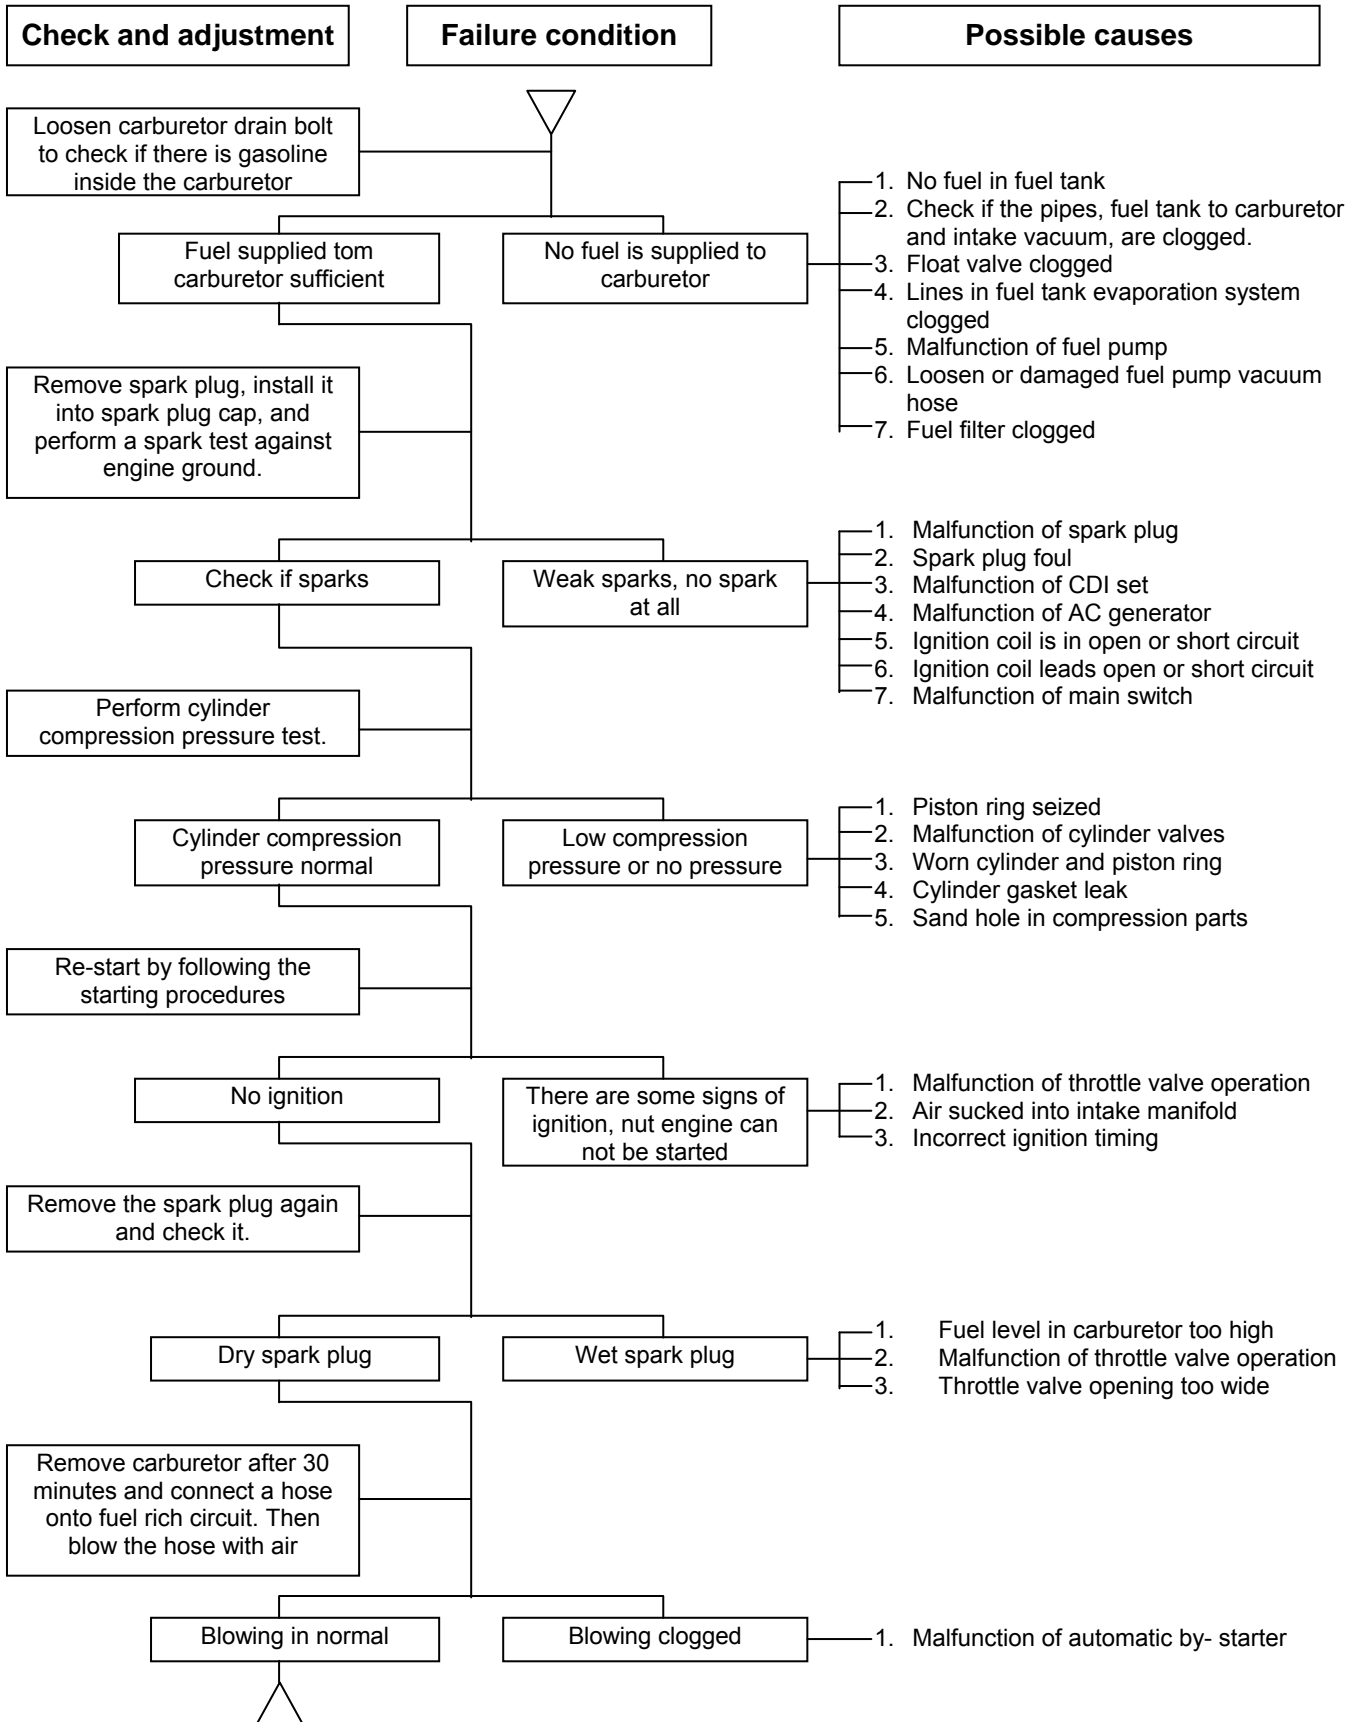 Check and adjustment
Failure condition
Possible causes
Loosen carburetor drain bolt
to check if there is gasoline
inside the carburetor
Fuel supplied tom
carburetor sufficient
No fuel is supplied to
carburetor
1. No fuel in fuel tank
2. Check if the pipes, fuel tank to carburetor
and intake vacuum, are clogged.
3. Float valve clogged
4. Lines in fuel tank evaporation system
clogged
5. Malfunction of fuel pump
6. Loosen or damaged fuel pump vacuum
hose
7. Fuel filter clogged
Remove spark plug, install it
into spark plug cap, and
perform a spark test against
engine ground.
Check if sparks
Weak sparks, no spark
at all
1. Malfunction of spark plug
2. Spark plug foul
3. Malfunction of CDI set
4. Malfunction of AC generator
5. Ignition coil is in open or short circuit
6. Ignition coil leads open or short circuit
7. Malfunction of main switch
Perform cylinder
compression pressure test.
Cylinder compression
pressure normal
Low compression
pressure or no pressure
1. Piston ring seized
2. Malfunction of cylinder valves
3. Worn cylinder and piston ring
4. Cylinder gasket leak
5. Sand hole in compression parts
Re-start by following the
starting procedures
No ignition
There are some signs of
ignition, nut engine can
not be started
1. Malfunction of throttle valve operation
2. Air sucked into intake manifold
3. Incorrect ignition timing
Remove the spark plug again
and check it.
Dry spark plug
Wet spark plug
1. Fuel level in carburetor too high
2. Malfunction of throttle valve operation
3. Throttle valve opening too wide
Remove carburetor after 30
minutes and connect a hose
onto fuel rich circuit. Then
blow the hose with air
Blowing in normal
Blowing clogged
1. Malfunction of automatic by- starter